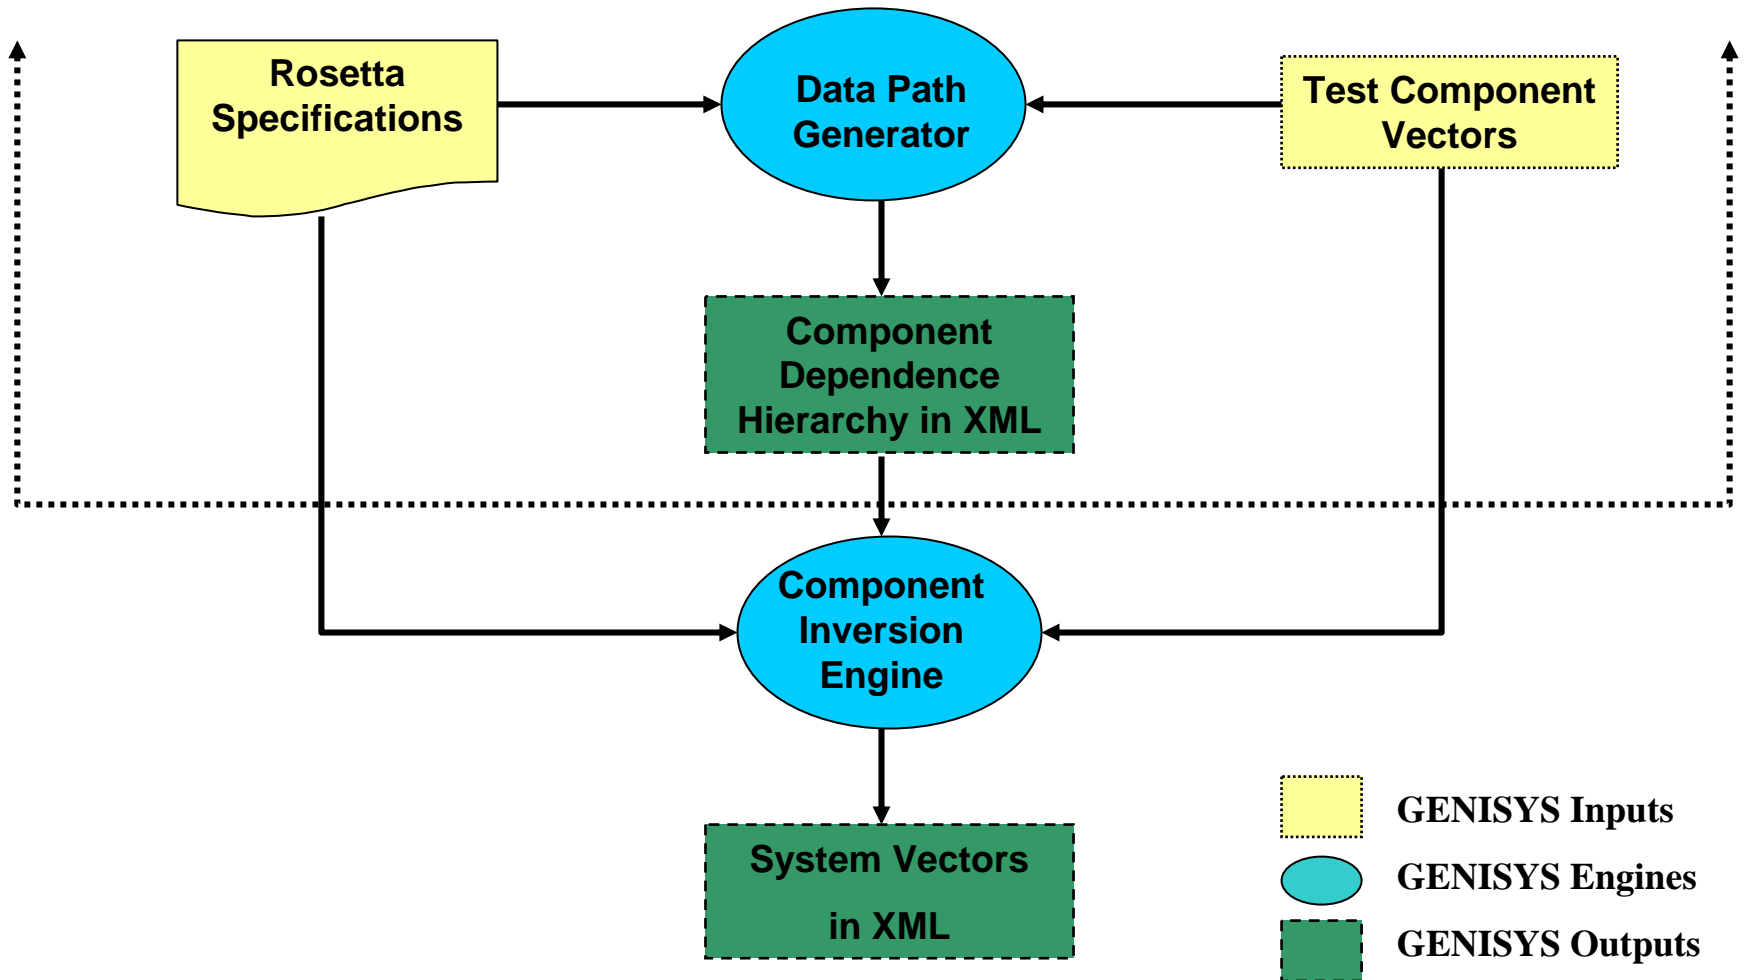 Rosetta
Specifications
Data Path
Generator
Test Component
Vectors
Component
Dependence
Hierarchy in XML
Component
Inversion
Engine
System Vectors
in XML
GENISYS Inputs
GENISYS Engines
GENISYS Outputs